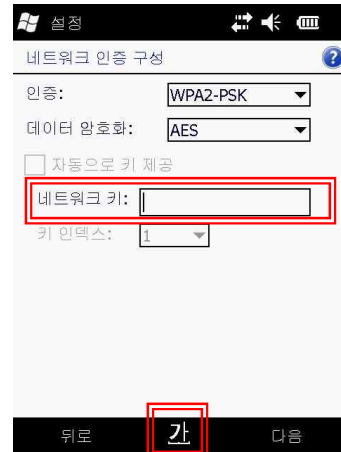 설정
네트워크 인증 구성
인증: WPA2-PSK
데이터 암호화: AES
자동으로 키 제공
네트워크 키:
키 인덱스: 1
뒤로 가 다음